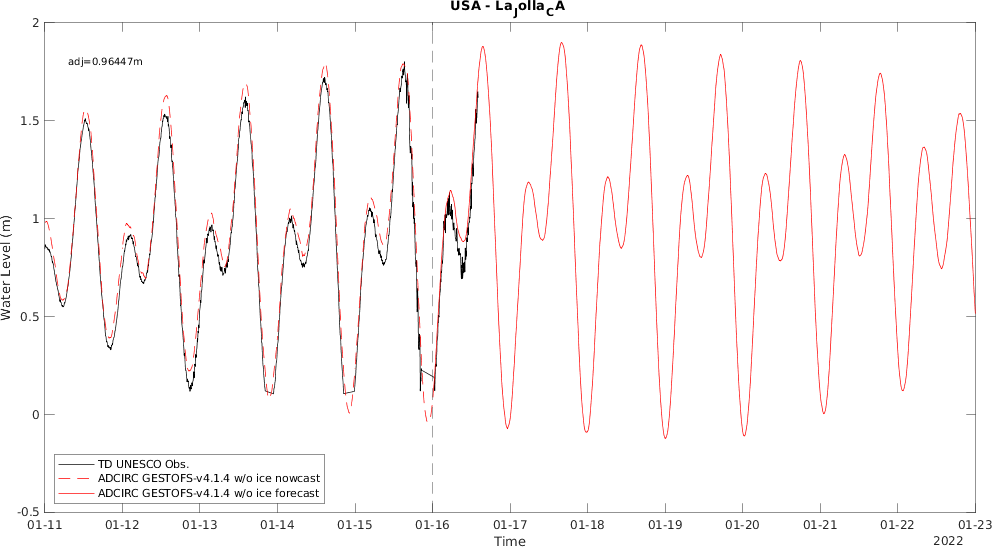 USA - LaJollaCA
adj=0.96447m
2
1.5
1
0.5
0
-0.5
Water Level (m)
TD UNESCO Obs.
ADCIRC GESTOFS-v4.1.4 w/o ice nowcast
ADCIRC GESTOFS-v4.1.4 w/o ice forecast
01-11 01-12 01-13 01-14 01-15 01-16 01-17 01-18 01-19 01-20 01-21 01-22 01-23
Time
2022